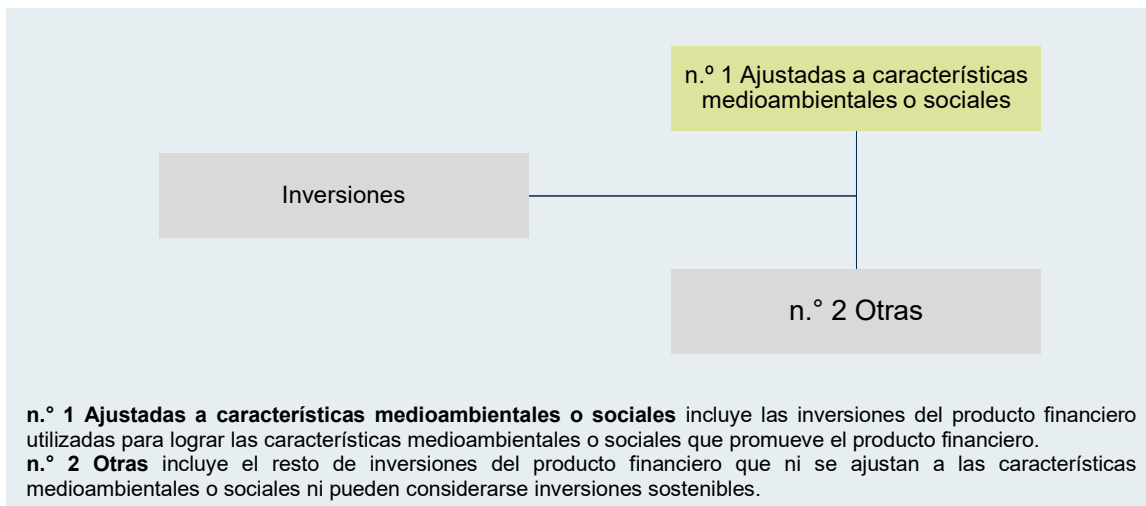 n.º 1 Ajustadas a características
medioambientales o sociales
Inversiones
n.° 2 Otras
n.° 1 Ajustadas a características medioambientales o sociales incluye las inversiones del producto financiero
utilizadas para lograr las características medioambientales o sociales que promueve el producto financiero.
n.° 2 Otras incluye el resto de inversiones del producto financiero que ni se ajustan a las características
medioambientales o sociales ni pueden considerarse inversiones sostenibles.